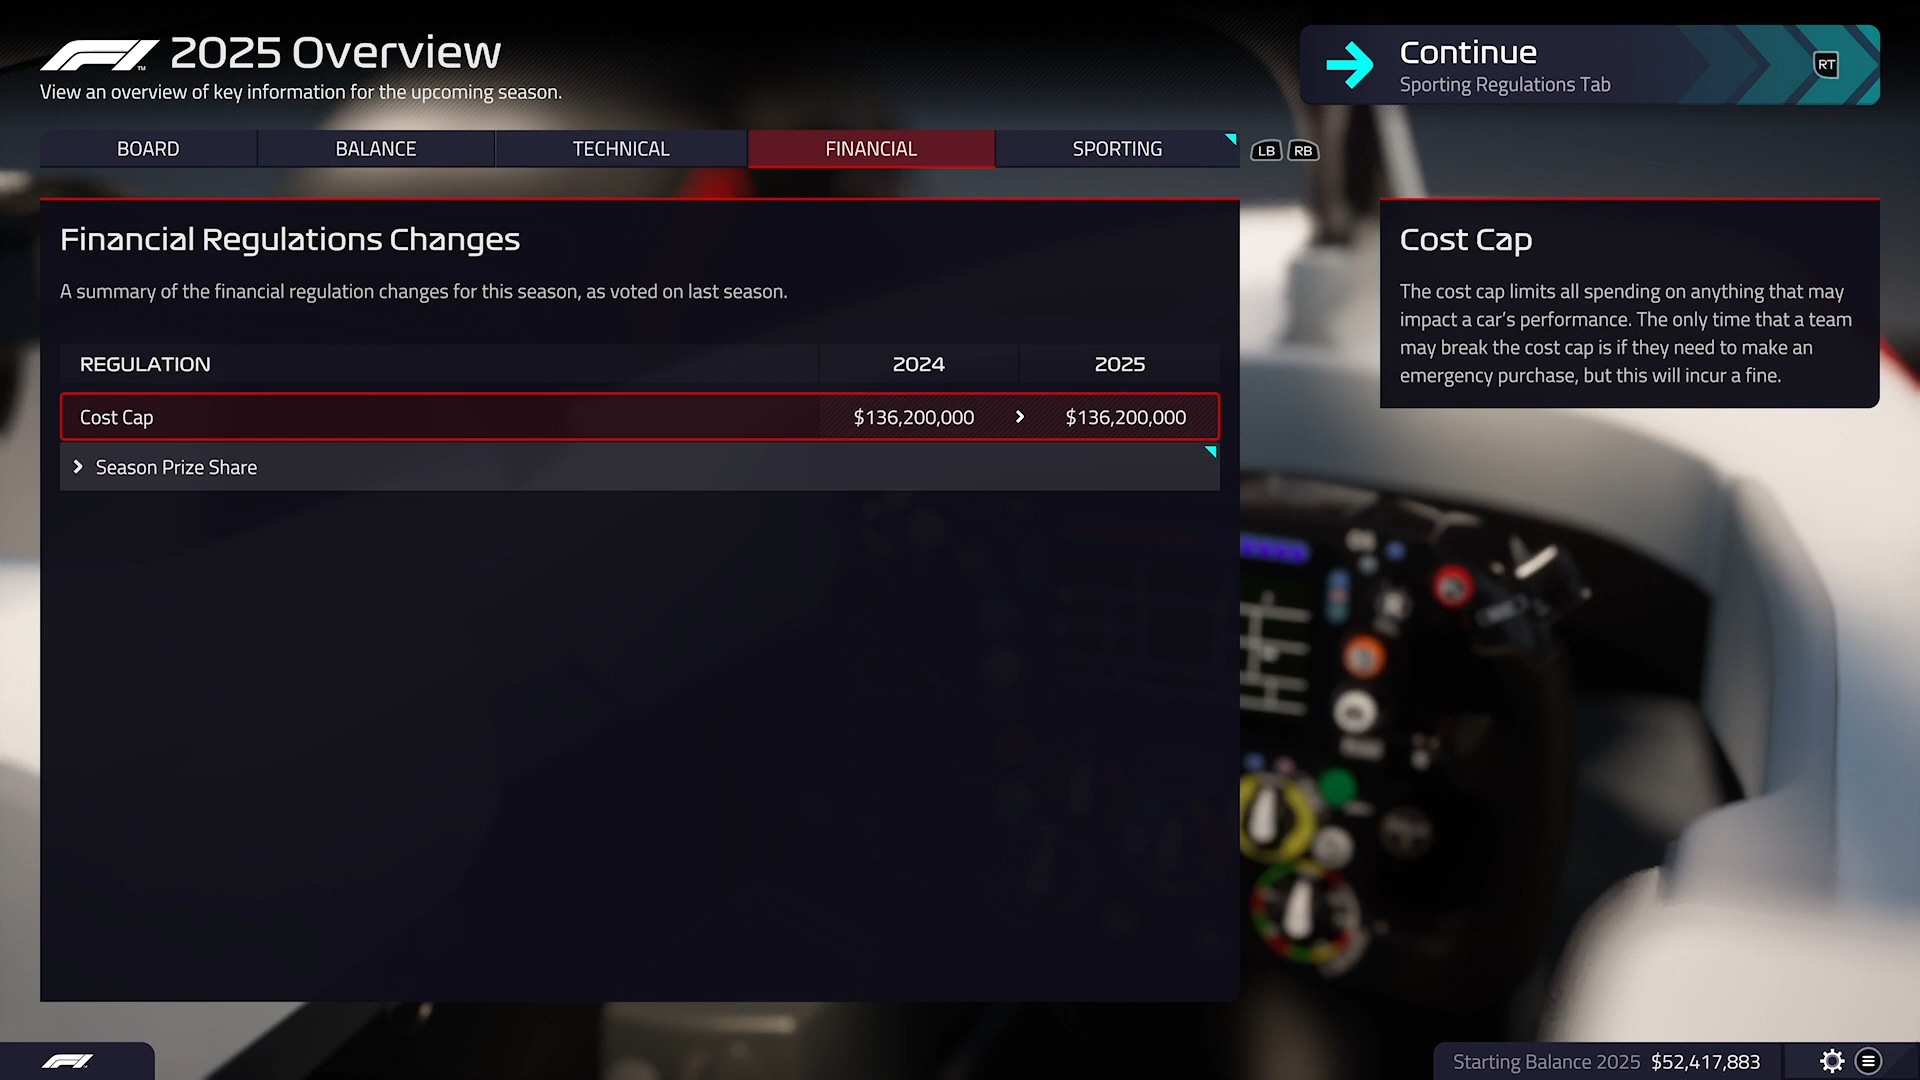 2025 Overview
View an overview of key information for the upcoming season.
Continue
Sporting Regulations Tab
RT
BOARD
BALANCE
TECHNICAL
FINANCIAL
SPORTING
LB
RB
Financial Regulations Changes
A summary of the financial regulation changes for this season, as voted on last season.
REGULATION 2024 2025
Cost Cap $136,200,000 $136,200,000
Season Prize Share
Cost Cap
The cost cap limits all spending on anything that may
impact a car's performance. The only time that a team
may break the cost cap is if they need to make an
emergency purchase, but this will incur a fine.
Starting Balance 2025 $52,417,883